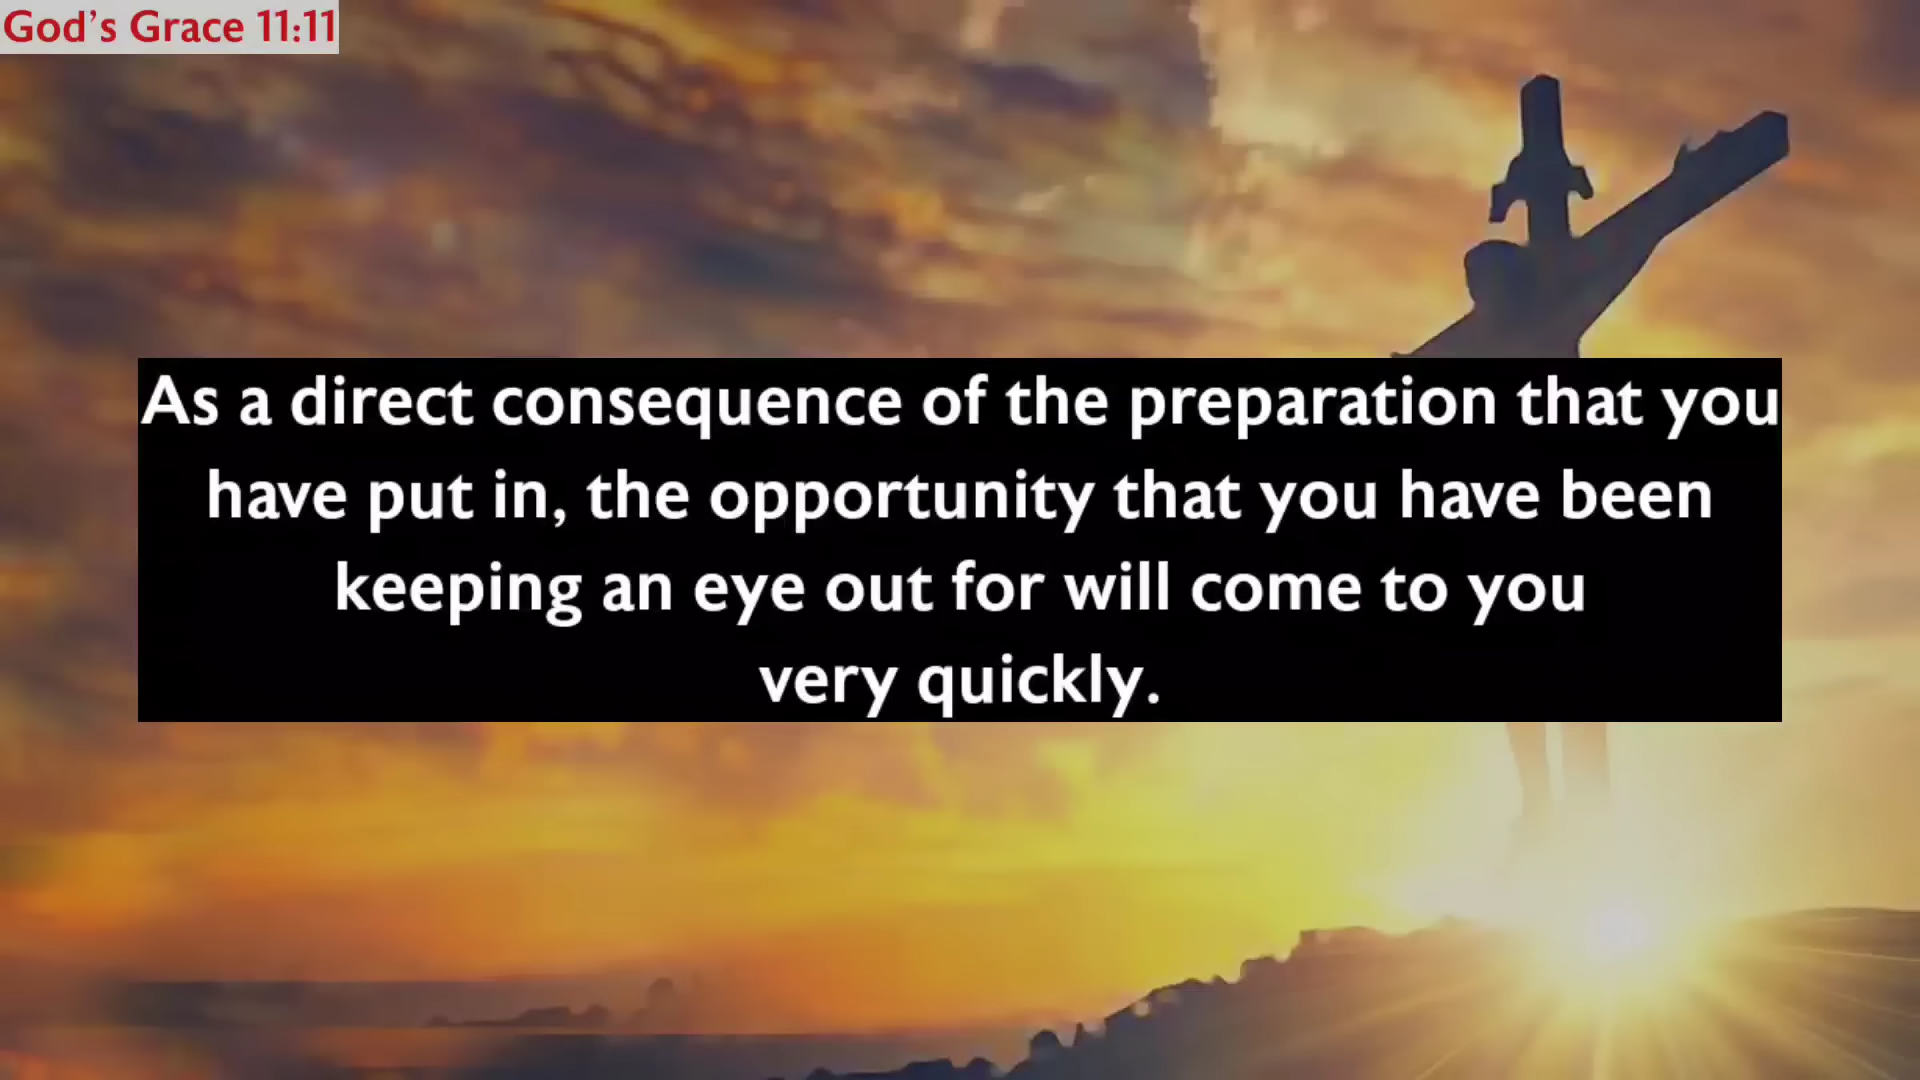 God's Grace 11:11
As a direct consequence of the preparation that you
have put in, the opportunity that you have been
keeping an eye out for will come to you
very quickly.